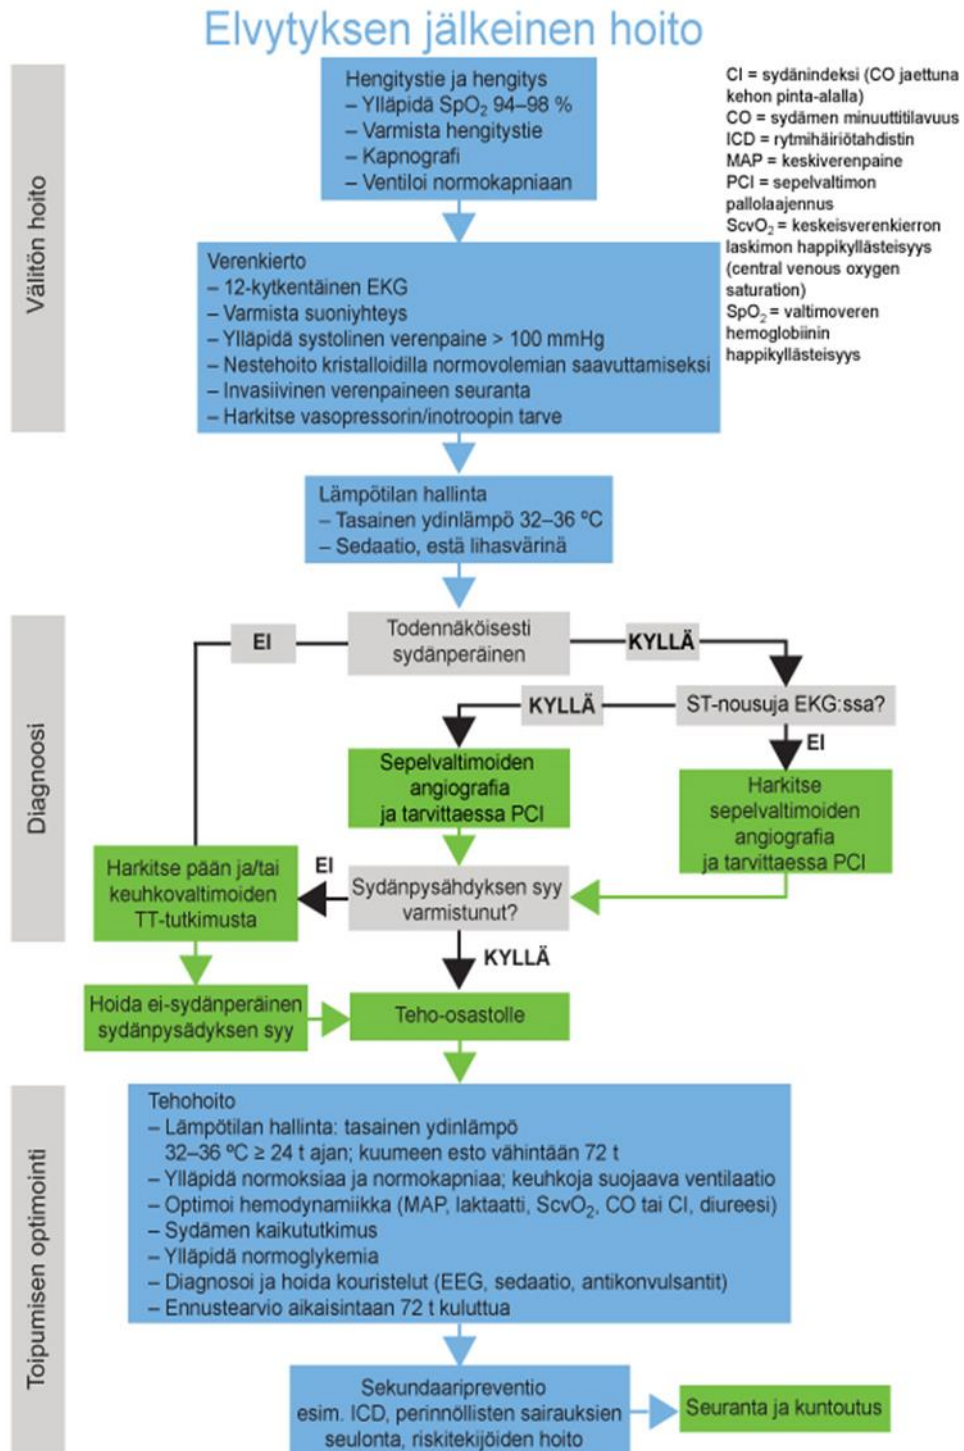 Elvytyksen jälkeinen hoito
Välitön hoito
Hengitystie ja hengitys
– Ylläpidä SpO₂ 94–98 %
– Varmista hengitystie
– Kapnografi
– Ventiloi normokapniaan
CI = sydänindeksi (CO jaettuna
kehon pinta-alalla)
CO = sydämen minuuttitilavuus
ICD = rytmihäiriötahdistin
MAP = keskiverenpaine
PCI = sepelvaltimon
pallolaajennus
ScvO₂ = keskeisverenkierron
laskimon happikyllästeisyys
(central venous oxygen
saturation)
SpO₂ = valtimoveren
hemoglobiinin
happikyllästeisyys
Verenkierto
– 12-kytkentäinen EKG
– Varmista suoniyhteys
– Ylläpidä systolinen verenpaine > 100 mmHg
– Nestehoito kristalloidilla normovolemian saavuttamiseksi
– Invasiivinen verenpaineen seuranta
– Harkitse vasopressorin/inotroopin tarve
Lämpötilan hallinta
– Tasainen ydinlämpö 32–36 ºC
– Sedaatio, estä lihasvärinä
Diagnoosi
Todennäköisesti
sydänperäinen
EI
KYLLÄ
ST-nousuja EKG:ssa?
KYLLÄ
EI
Sepelvaltimoiden
angiografia
ja tarvittaessa PCI
Harkitse
sepelvaltimoiden
angiografia
ja tarvittaessa PCI
Sydänpysähdyksen syy
varmistunut?
EI
Harkitse pään ja/tai
keuhkovaltimoiden
TT-tutkimusta
KYLLÄ
Hoida ei-sydänperäinen
sydänpysädyksen syy
Teho-osastolle
Toipumisen optimointi
Tehohoito
– Lämpötilan hallinta: tasainen ydinlämpö
32–36 ºC ≥ 24 t ajan; kuumeen esto vähintään 72 t
– Ylläpidä normoksiaa ja normokapniaa; keuhkoja suojaava ventilaatio
– Optimoi hemodynamiikka (MAP, laktaatti, ScvO₂, CO tai CI, diureesi)
– Sydämen kaikututkimus
– Ylläpidä normoglykemia
– Diagnosoi ja hoida kouristelut (EEG, sedaatio, antikonvulsantit)
– Ennustearvio aikaisintaan 72 t kuluttua
Sekundaaripreventio
esim. ICD, perinnöllisten sairauksien
seulonta, riskitekijöiden hoito
Seuranta ja kuntoutus